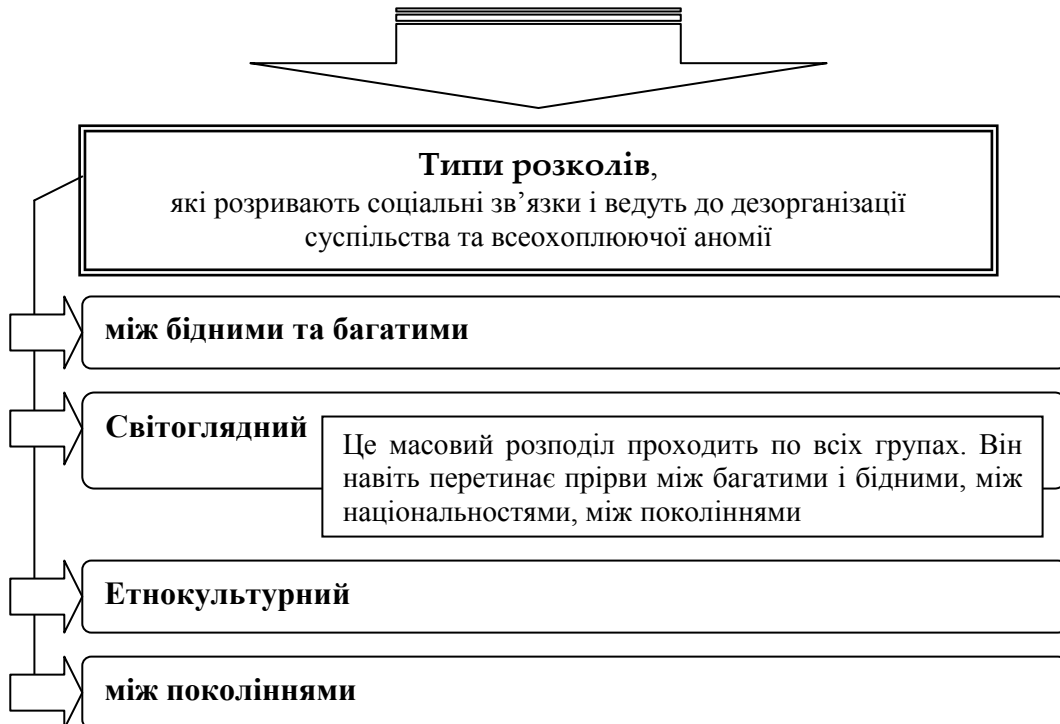 Типи розколів,
які розривають соціальні зв’язки і ведуть до дезорганізації
суспільства та всеохоплюючої аномії
між бідними та багатими
Світоглядний
Це масовий розподіл проходить по всіх групах. Він
навіть перетинає прірви між багатими і бідними, між
національностями, між поколіннями
Етнокультурний
між поколіннями